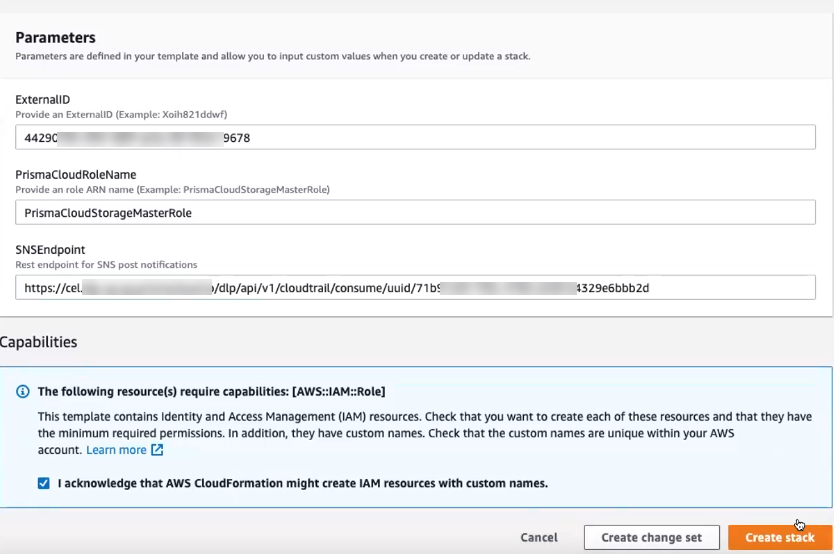 Parameters
Parameters are defined in your template and allow you to input custom values when you create or update a stack.
ExternalID
Provide an ExternalID (Example: Xoih821ddwf)
44290 9678
PrismaCloudRoleName
Provide an role ARN name (Example: PrismaCloudStorageMasterRole)
PrismaCloudStorageMasterRole
SNSEndpoint
Rest endpoint for SNS post notifications
https://cel. /dlp/api/v1/cloudtrail/consume/uuid/71b9 4329e6bbb2d
Capabilities
The following resource(s) require capabilities: [AWS::IAM::Role]
This template contains Identity and Access Management (IAM) resources. Check that you want to create each of these resources and that they have
the minimum required permissions. In addition, they have custom names. Check that the custom names are unique within your AWS
account. Learn more
I acknowledge that AWS CloudFormation might create IAM resources with custom names.
Cancel Create change set Create stack